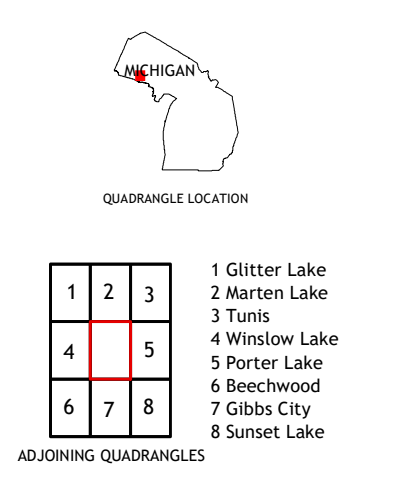 MICHIGAN
QUADRANGLE LOCATION
1 2 3
4 5
6 7 8
1 Glitter Lake
2 Marten Lake
3 Tunis
4 Winslow Lake
5 Porter Lake
6 Beechwood
7 Gibbs City
8 Sunset Lake
ADJOINING QUADRANGLES